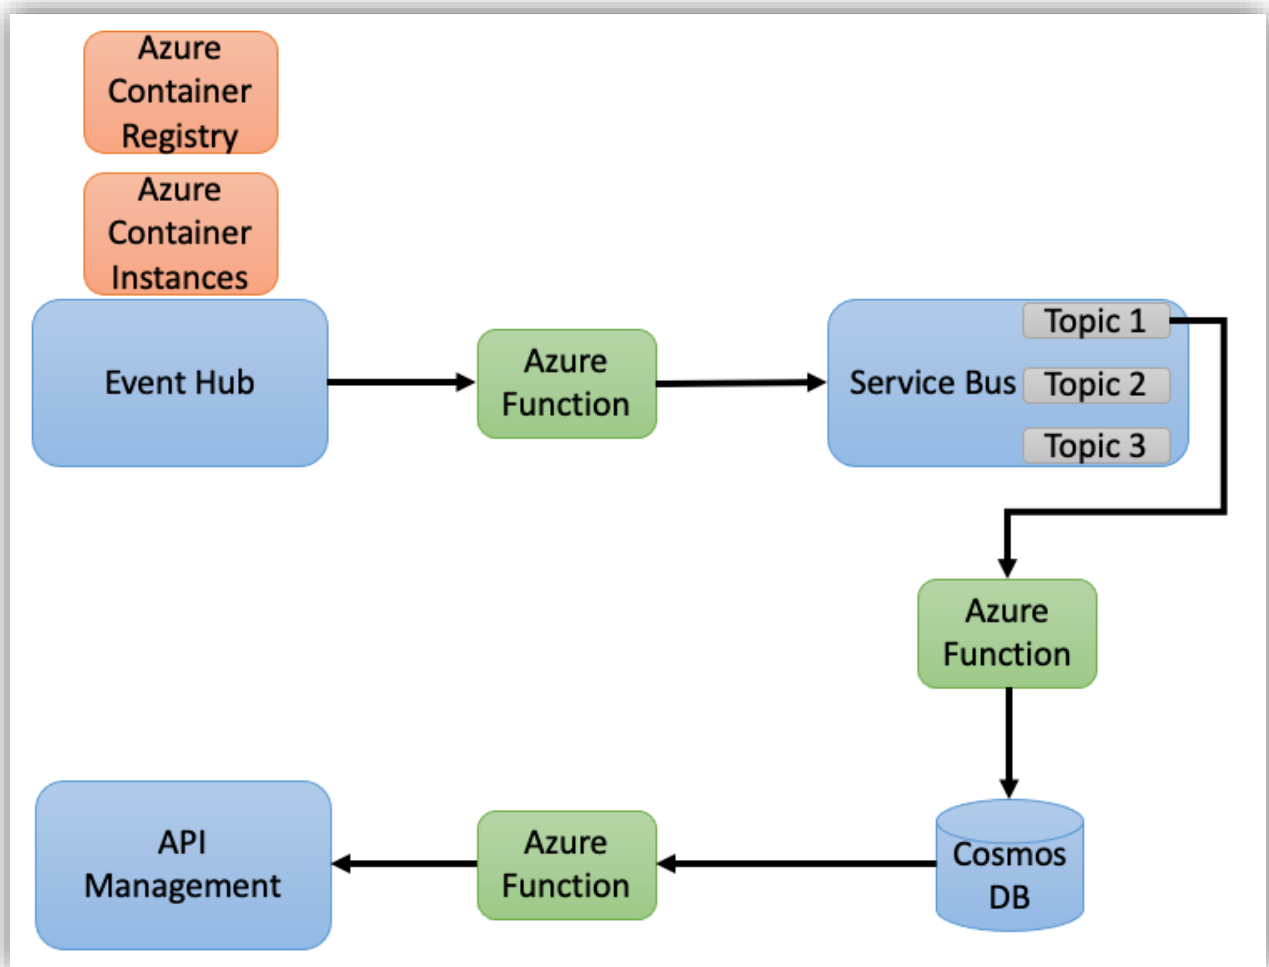 Azure
Container
Registry
Azure
Container
Instances
Event Hub
Azure
Function
Service Bus
Topic 1
Topic 2
Topic 3
Azure
Function
API
Management
Azure
Function
Cosmos
DB